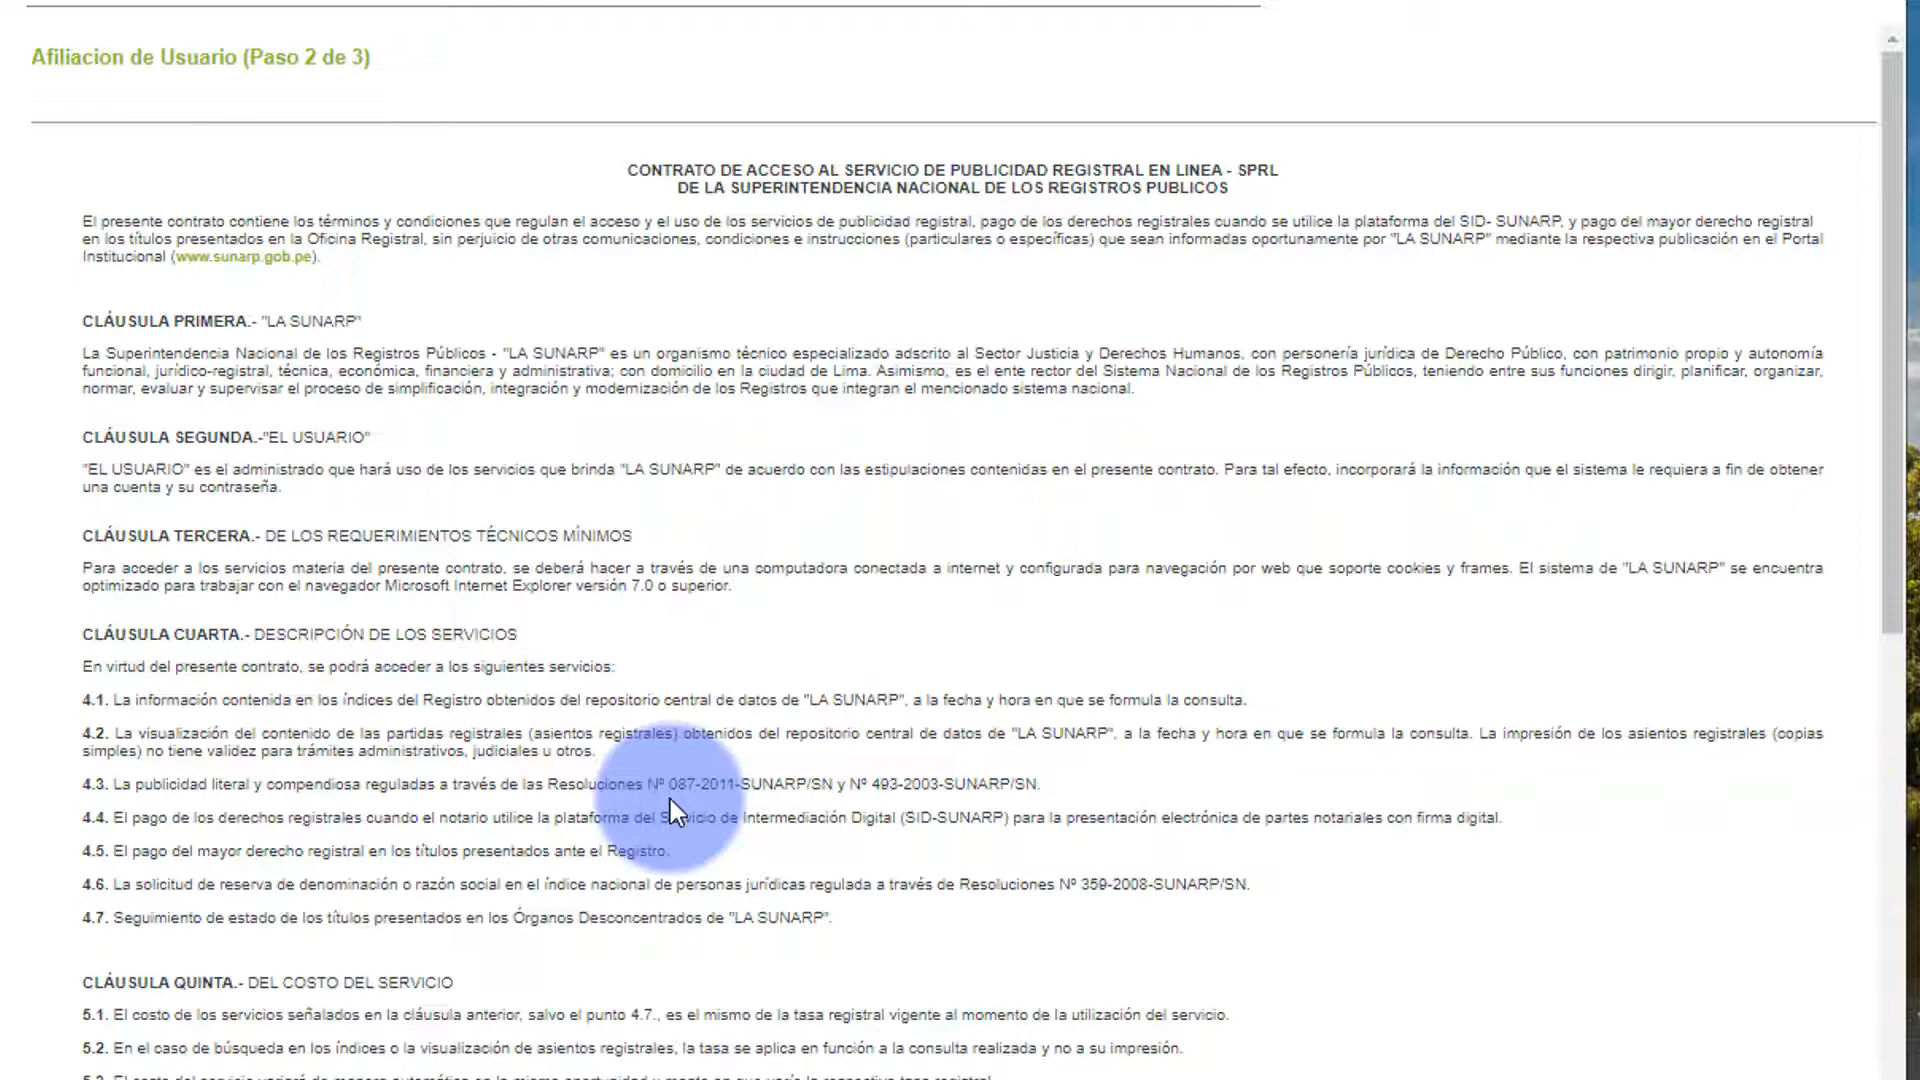 Afiliacion de Usuario (Paso 2 de 3)
CONTRATO DE ACCESO AL SERVICIO DE PUBLICIDAD REGISTRAL EN LINEA - SPRL
DE LA SUPERINTENDENCIA NACIONAL DE LOS REGISTROS PUBLICOS
El presente contrato contiene los términos y condiciones que regulan el acceso y el uso de los servicios de publicidad registral, pago de los derechos registrales cuando se utilice la plataforma del SID- SUNARP, y pago del mayor derecho registral
en los títulos presentados en la Oficina Registral, sin perjuicio de otras comunicaciones, condiciones e instrucciones (particulares o específicas) que sean informadas oportunamente por "LA SUNARP" mediante la respectiva publicación en el Portal
Institucional (www.sunarp.gob.pe).
CLÁUSULA PRIMERA.- "LA SUNARP"
La Superintendencia Nacional de los Registros Públicos - "LA SUNARP" es un organismo técnico especializado adscrito al Sector Justicia y Derechos Humanos, con personería jurídica de Derecho Público, con patrimonio propio y autonomía
funcional, jurídico-registral, técnica, económica, financiera y administrativa; con domicilio en la ciudad de Lima. Asimismo, es el ente rector del Sistema Nacional de los Registros Públicos, teniendo entre sus funciones dirigir, planificar, organizar,
normar, evaluar y supervisar el proceso de simplificación, integración y modernización de los Registros que integran el mencionado sistema nacional.
CLÁUSULA SEGUNDA.-"EL USUARIO"
"EL USUARIO" es el administrado que hará uso de los servicios que brinda "LA SUNARP" de acuerdo con las estipulaciones contenidas en el presente contrato. Para tal efecto, incorporará la información que el sistema le requiera a fin de obtener
una cuenta y su contraseña.
CLÁUSULA TERCERA.- DE LOS REQUERIMIENTOS TÉCNICOS MÍNIMOS
Para acceder a los servicios materia del presente contrato, se deberá hacer a través de una computadora conectada a internet y configurada para navegación por web que soporte cookies y frames. El sistema de "LA SUNARP" se encuentra
optimizado para trabajar con el navegador Microsoft Internet Explorer versión 7.0 o superior.
CLÁUSULA CUARTA.- DESCRIPCIÓN DE LOS SERVICIOS
En virtud del presente contrato, se podrá acceder a los siguientes servicios:
4.1. La información contenida en los índices del Registro obtenidos del repositorio central de datos de "LA SUNARP", a la fecha y hora en que se formula la consulta.
4.2. La visualización del contenido de las partidas registrales (asientos registrales) obtenidos del repositorio central de datos de "LA SUNARP", a la fecha y hora en que se formula la consulta. La impresión de los asientos registrales (copias
simples) no tiene validez para trámites administrativos, judiciales u otros.
4.3. La publicidad literal y compendiosa reguladas a través de las Resoluciones Nº 087-2011-SUNARP/SN y Nº 493-2003-SUNARP/SN.
4.4. El pago de los derechos registrales cuando el notario utilice la plataforma del Servicio de Intermediación Digital (SID-SUNARP) para la presentación electrónica de partes notariales con firma digital.
4.5. El pago del mayor derecho registral en los títulos presentados ante el Registro.
4.6. La solicitud de reserva de denominación o razón social en el índice nacional de personas jurídicas regulada a través de Resoluciones Nº 359-2008-SUNARP/SN.
4.7. Seguimiento de estado de los títulos presentados en los Órganos Desconcentrados de "LA SUNARP".
CLÁUSULA QUINTA.- DEL COSTO DEL SERVICIO
5.1. El costo de los servicios señalados en la cláusula anterior, salvo el punto 4.7., es el mismo de la tasa registral vigente al momento de la utilización del servicio.
5.2. En el caso de búsqueda en los índices o la visualización de asientos registrales, la tasa se aplica en función a la consulta realizada y no a su impresión.